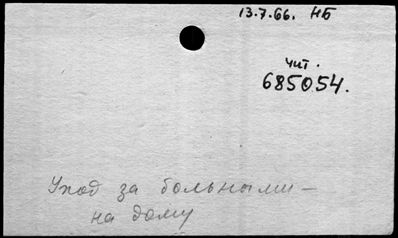 13.7.66. НБ
чит.
685054.
Уход за больными —
на дому